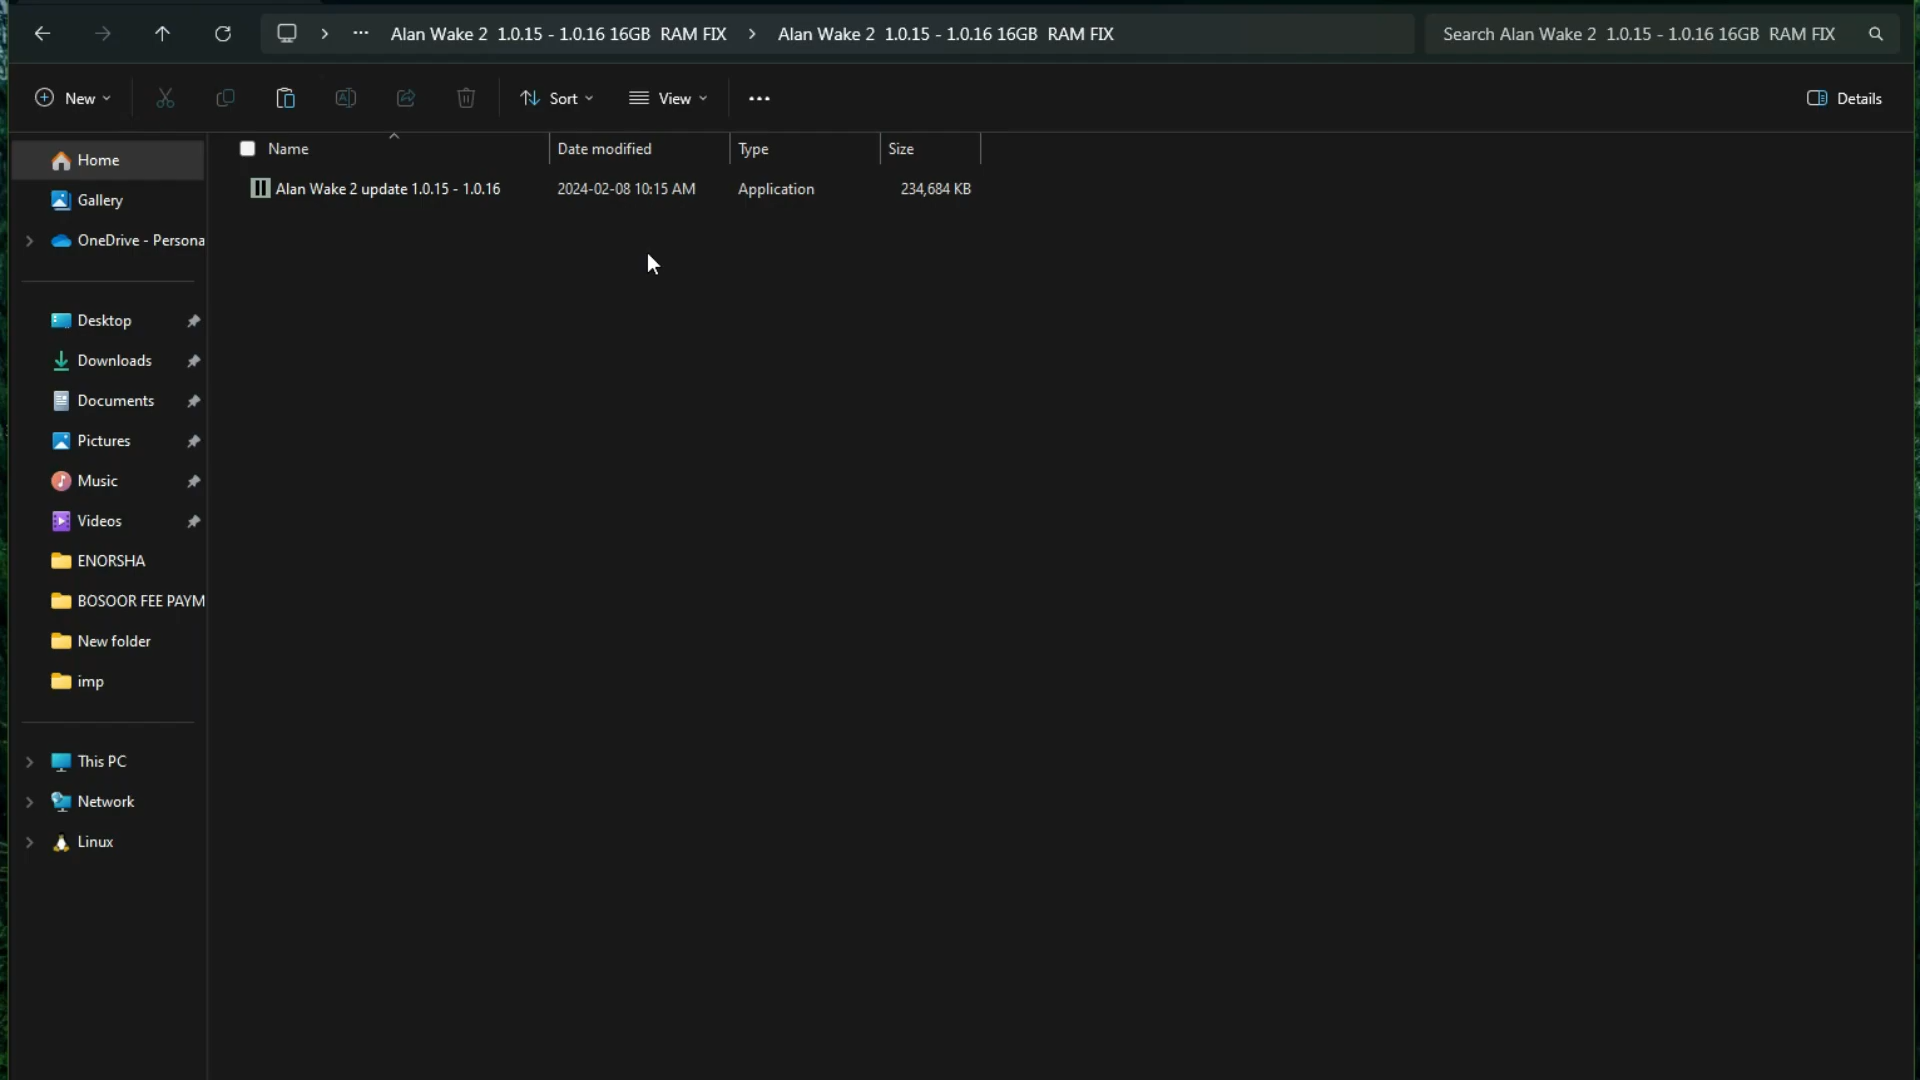 Alan Wake 2 1.0.15 - 1.0.16 16GB RAM FIX > Alan Wake 2 1.0.15 - 1.0.16 16GB RAM FIX
Search Alan Wake 2 1.0.15 - 1.0.16 16GB RAM FIX
New
Sort
View
Details
Name Date modified Type Size
Alan Wake 2 update 1.0.15 - 1.0.16 2024-02-08 10:15 AM Application 234,684 KB
Home
Gallery
OneDrive - Persona
Desktop
Downloads
Documents
Pictures
Music
Videos
ENORSHA
BOSOOR FEE PAYM
New folder
imp
This PC
Network
Linux